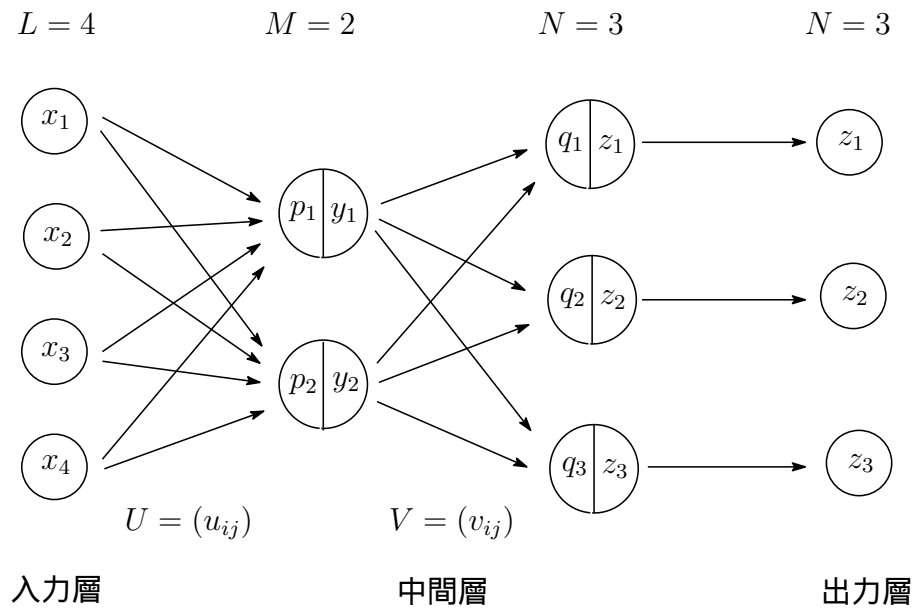 L = 4 M = 2 N = 3 N = 3
x₁ q₁ z₁ z₁
p₁ y₁
x₂
q₂ z₂ z₂
x₃
p₂ y₂
x₄ q₃ z₃ z₃
U = (uᵢⱼ) V = (vᵢⱼ)
入力層 中間層 出力層